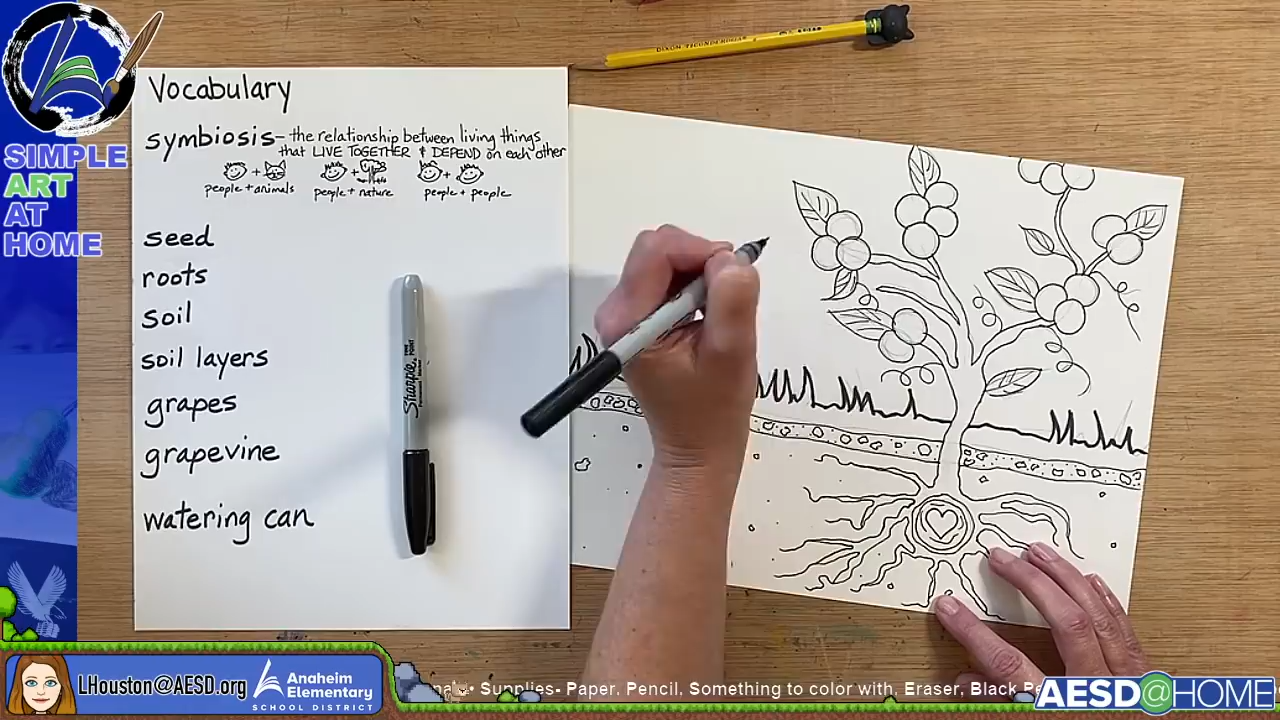 DIXON TICONDEROGA
Vocabulary
symbiosis- the relationship between living things
that LIVE TOGETHER & DEPEND on each other
people + animals people + nature people + people
seed
roots
soil
soil layers
grapes
grapevine
watering can
Sharpie
SIMPLE
ART
AT
HOME
LHouston@AESD.org
Anaheim
Elementary
SCHOOL DISTRICT
• Supplies- Paper, Pencil, Something to color with, Eraser, Black
AESD@HOME